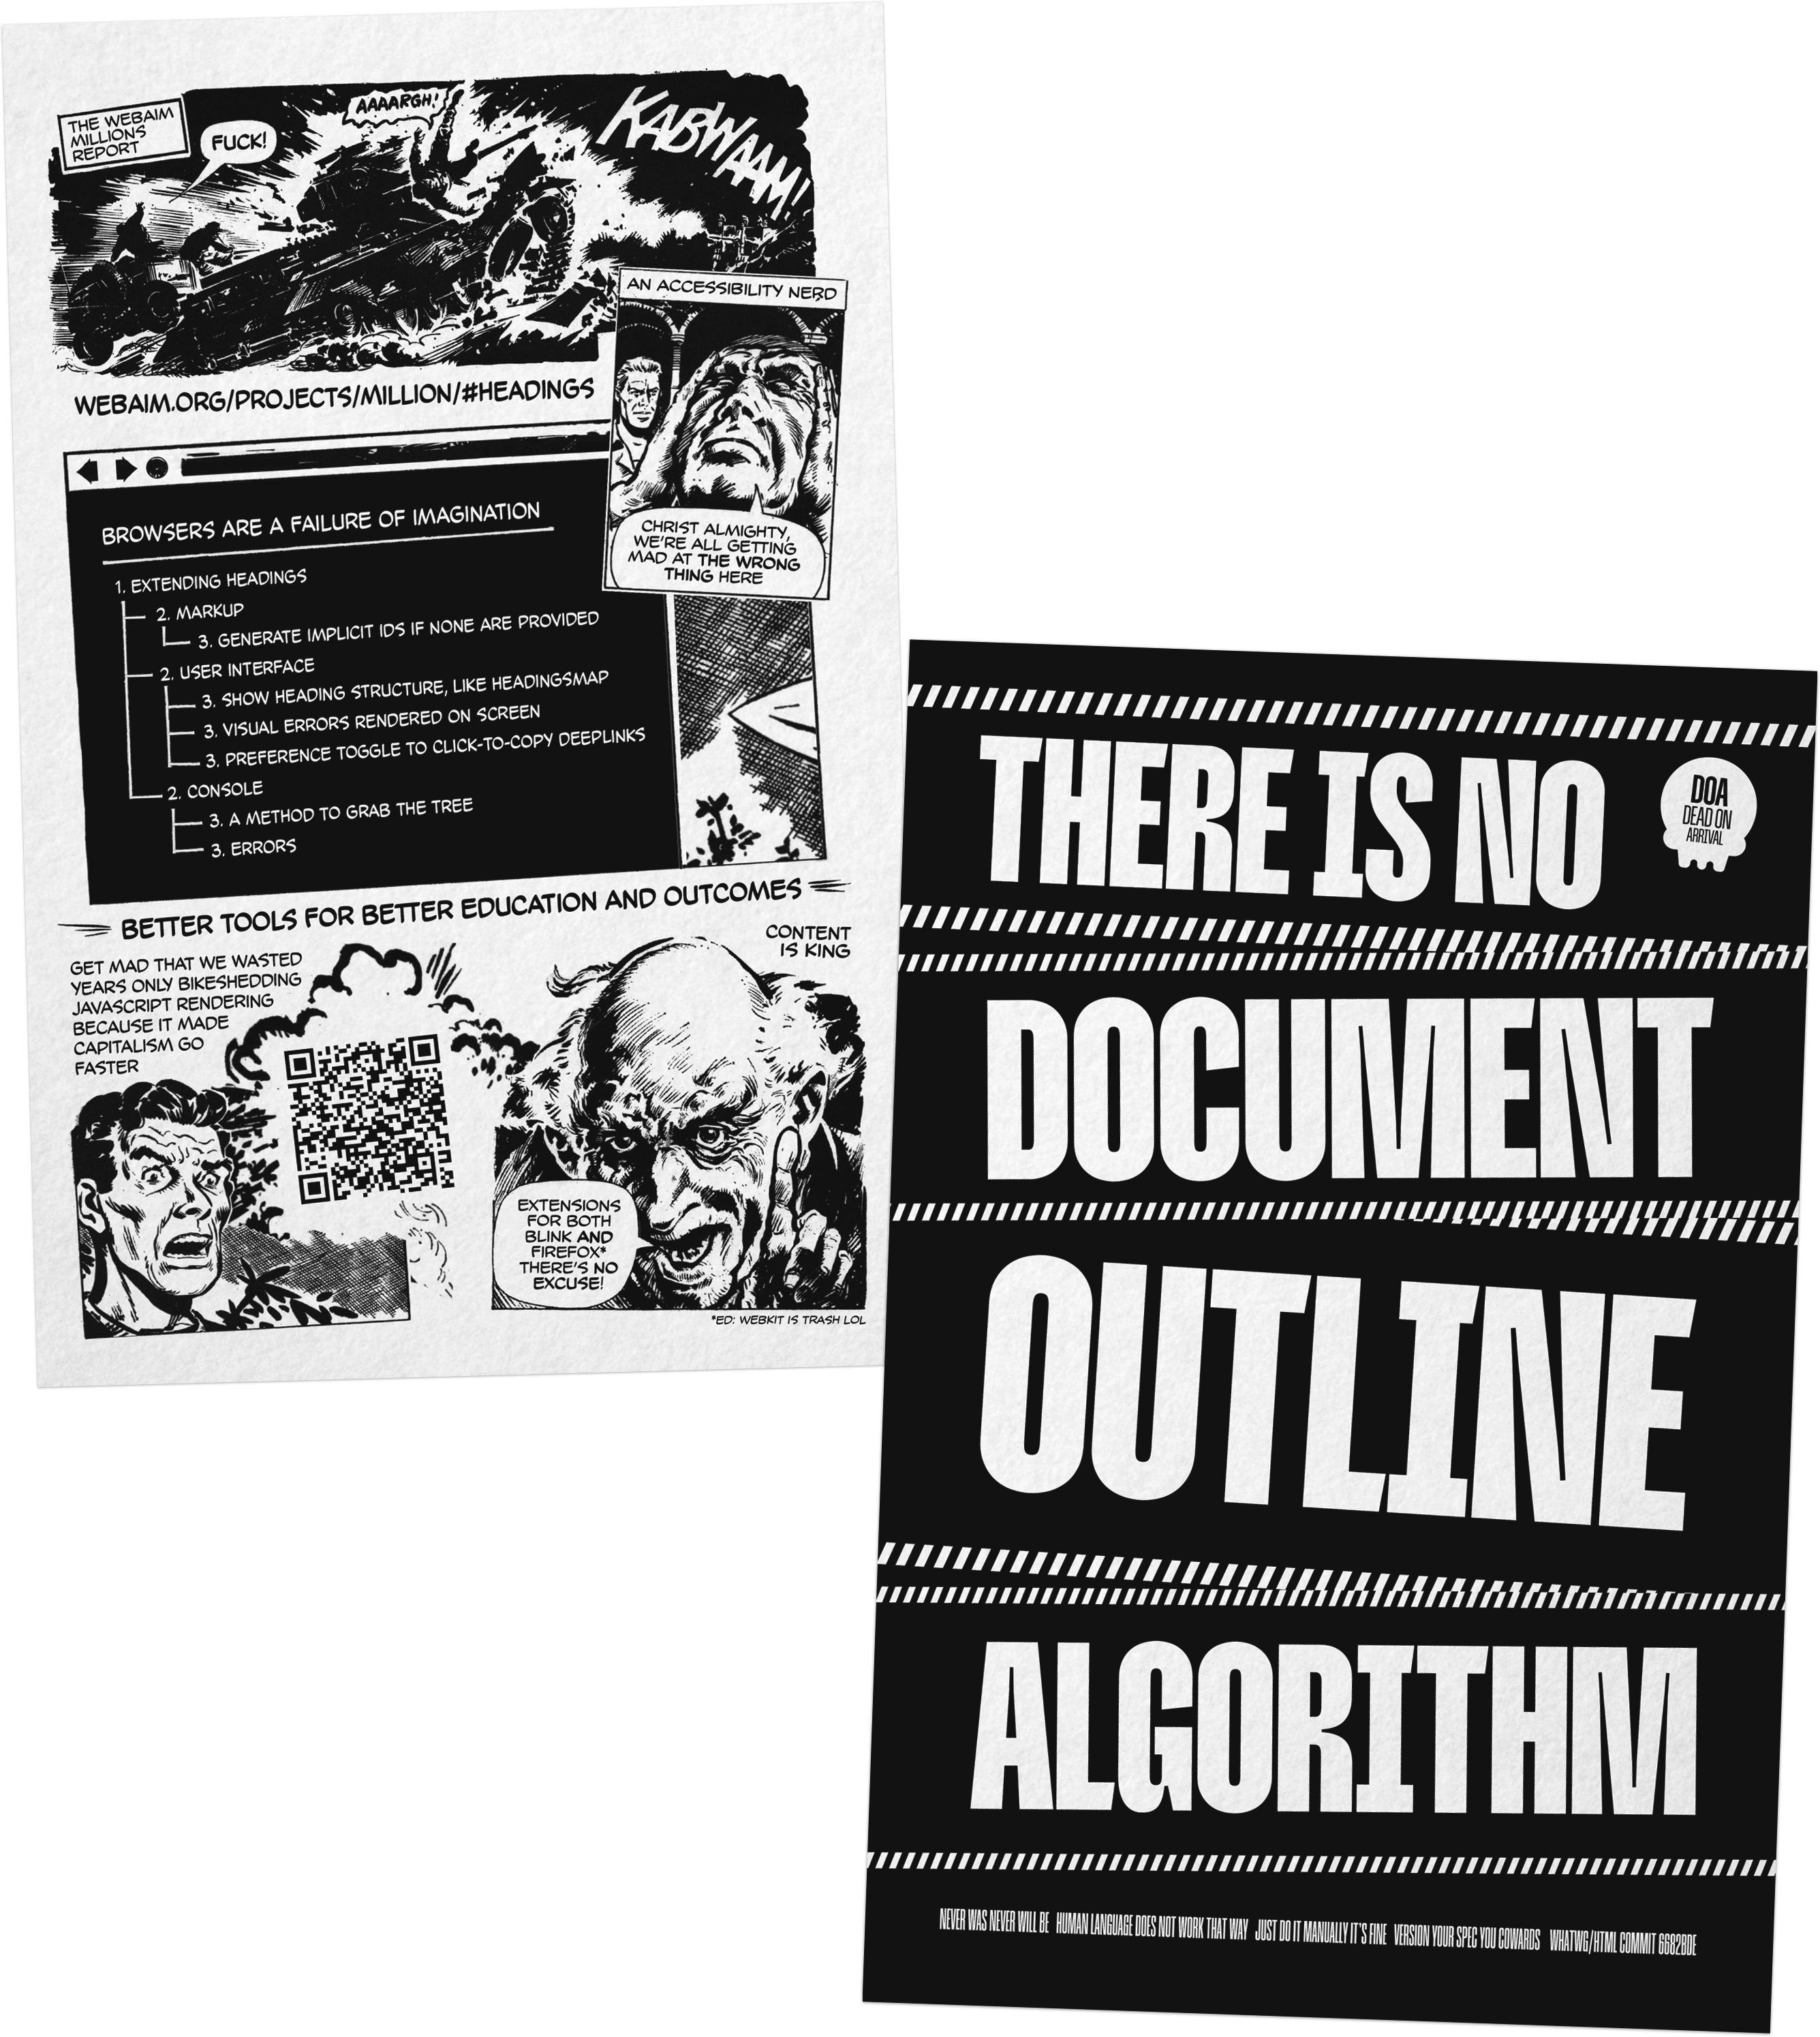 THE WEBAIM
MILLIONS
REPORT
FUCK!
AAAARGH!
KABWAAM!
WEBAIM.ORG/PROJECTS/MILLION/#HEADINGS
AN ACCESSIBILITY NERD
CHRIST ALMIGHTY,
WE'RE ALL GETTING
MAD AT THE WRONG
THING HERE
BROWSERS ARE A FAILURE OF IMAGINATION
1. EXTENDING HEADINGS
2. MARKUP
3. GENERATE IMPLICIT IDS IF NONE ARE PROVIDED
2. USER INTERFACE
3. SHOW HEADING STRUCTURE, LIKE HEADINGSMAP
3. VISUAL ERRORS RENDERED ON SCREEN
3. PREFERENCE TOGGLE TO CLICK-TO-COPY DEEPLINKS
2. CONSOLE
3. A METHOD TO GRAB THE TREE
3. ERRORS
BETTER TOOLS FOR BETTER EDUCATION AND OUTCOMES
GET MAD THAT WE WASTED
YEARS ONLY BIKESHEDDING
JAVASCRIPT RENDERING
BECAUSE IT MADE
CAPITALISM GO
FASTER
CONTENT
IS KING
EXTENSIONS
FOR BOTH
BLINK AND
FIREFOX*
THERE'S NO
EXCUSE!
*ED: WEBKIT IS TRASH LOL
THERE IS NO
DOA
DEAD ON
ARRIVAL
DOCUMENT
OUTLINE
ALGORITHM
NEVER WAS NEVER WILL BE HUMAN LANGUAGE DOES NOT WORK THAT WAY JUST DO IT MANUALLY IT'S FINE VERSION YOUR SPEC YOU COWARDS WHATWG/HTML COMMIT 6682BDE